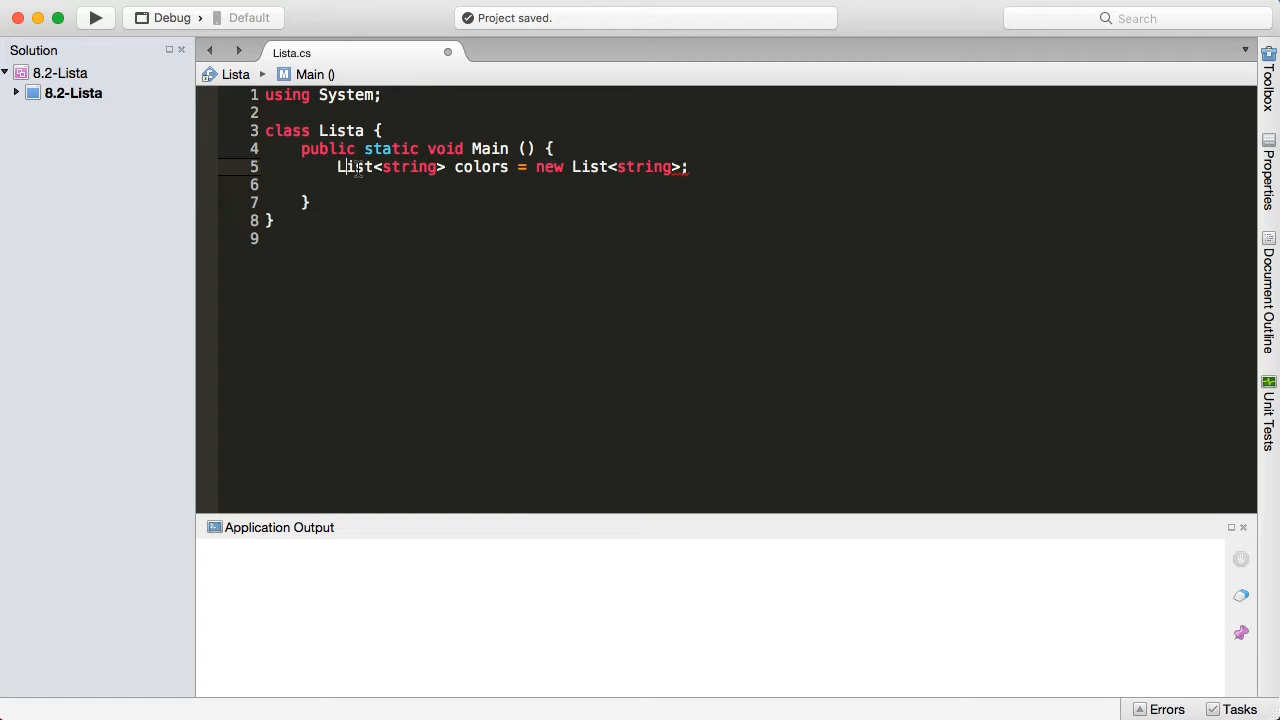 Debug > Default
Project saved.
Search
Solution
8.2-Lista
8.2-Lista
Lista.cs
Lista
Main ()
1 using System;
2
3 class Lista {
4 public static void Main () {
5 List<string> colors = new List<string>;
6
7 }
8 }
9
Toolbox
Properties
Document Outline
Unit Tests
Application Output
Errors
Tasks